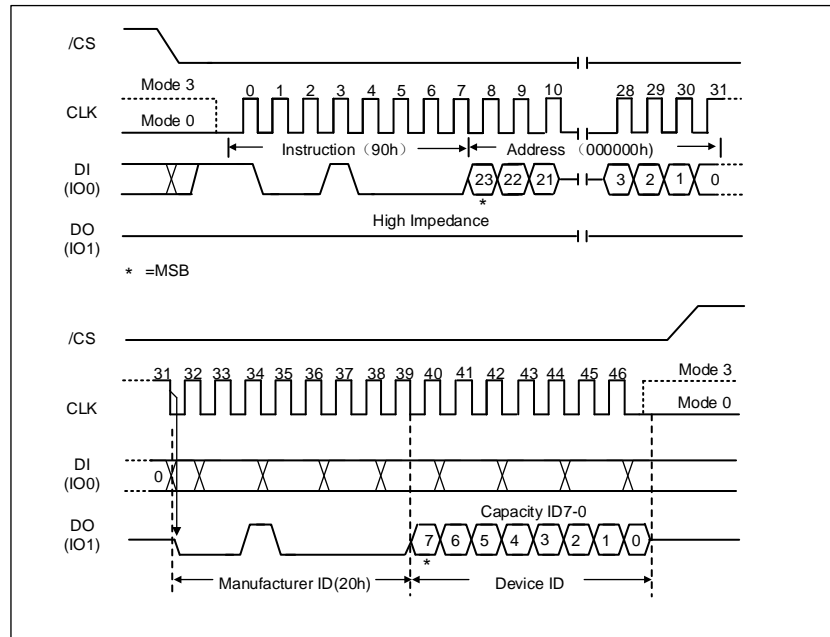 /CS
Mode 3
0 1 2 3 4 5 6 7 8 9 10 28 29 30 31
CLK
Mode 0
Instruction（90h） Address（000000h）
DI
(IO0)
23 22 21 3 2 1 0
*
High Impedance
DO
(IO1)
* =MSB
/CS
31 32 33 34 35 36 37 38 39 40 41 42 43 44 45 46
Mode 3
CLK
Mode 0
DI
(IO0)
0
Capacity ID7-0
DO
(IO1)
7 6 5 4 3 2 1 0
*
Manufacturer ID(20h) Device ID